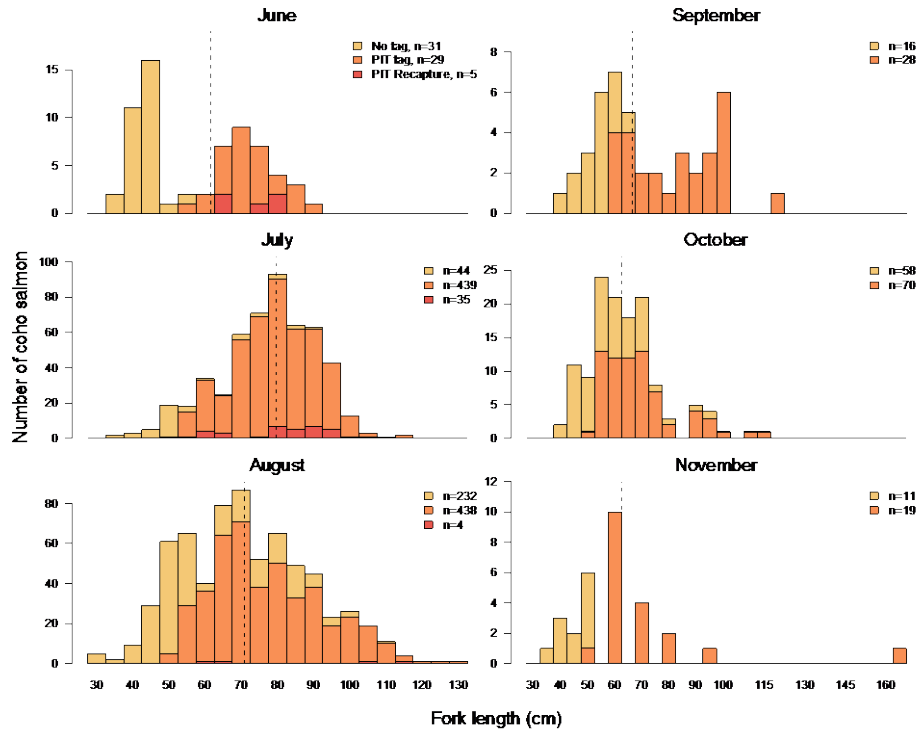 June
No tag, n=31
PIT tag, n=29
PIT Recapture, n=5
15
10
5
0
September
n=16
n=28
8
6
4
2
0
July
n=44
n=439
n=35
100
80
60
40
20
0
October
n=58
n=70
25
20
15
10
5
0
August
n=232
n=438
n=4
80
60
40
20
0
30 40 50 60 70 80 90 100 110 120 130
November
n=11
n=19
12
10
8
6
4
2
0
30 40 50 60 70 80 90 100 115 130 145 160
Number of coho salmon
Fork length (cm)